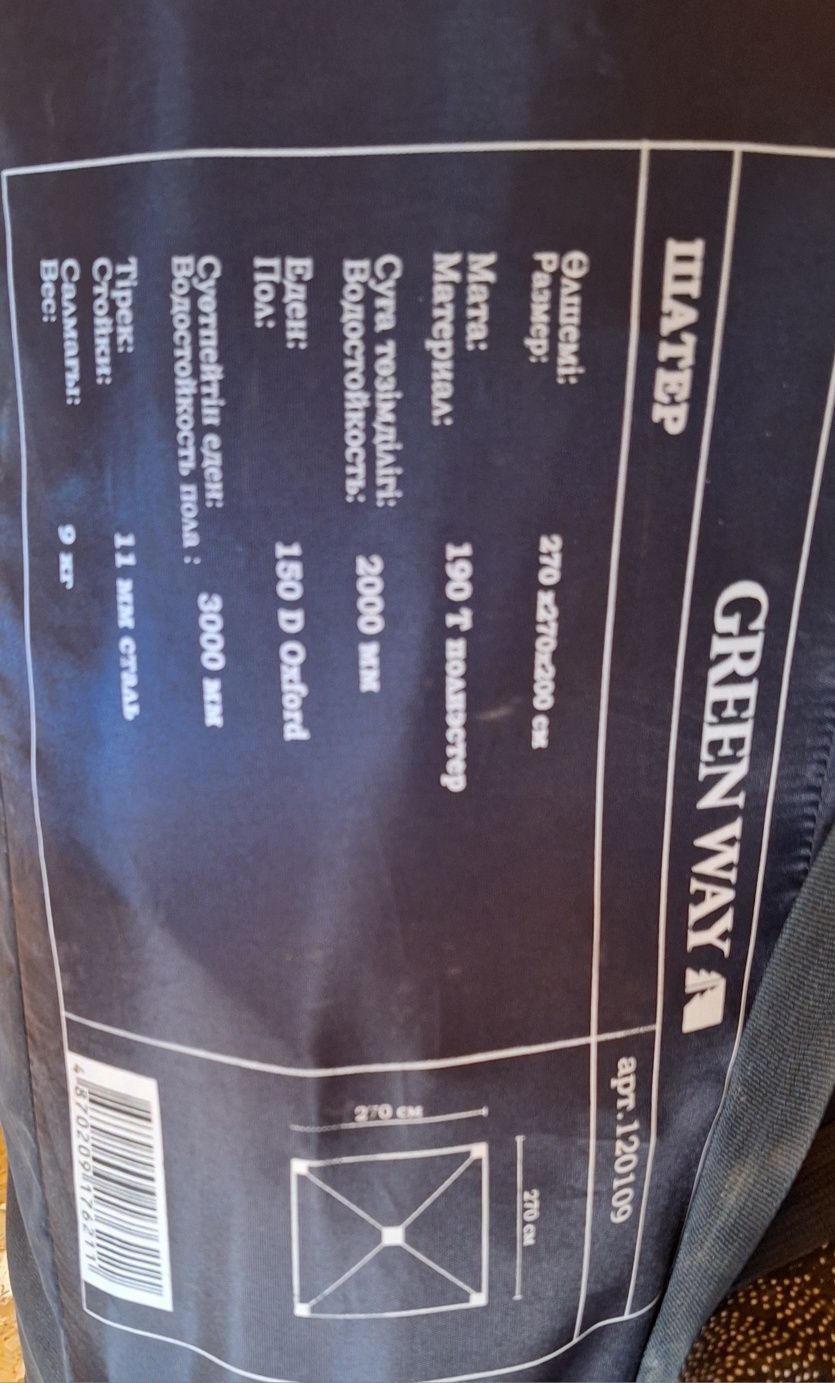 GREEN WAY
ШАТЕР
арт.120109
Өлшемі:
Размер: 270 x270x200 см
Мата:
Материал: 190 Т полиэстер
Суға төзімділігі:
Водостойкость: 2000 мм
Еден:
Пол: 150 D Oxford
Суөтпейтін еден:
Водостойкость пола : 3000 мм
Тірек:
Стойки: 11 мм сталь
Салмағы:
Вес: 9 кг
270 см
270 см
4870209176211